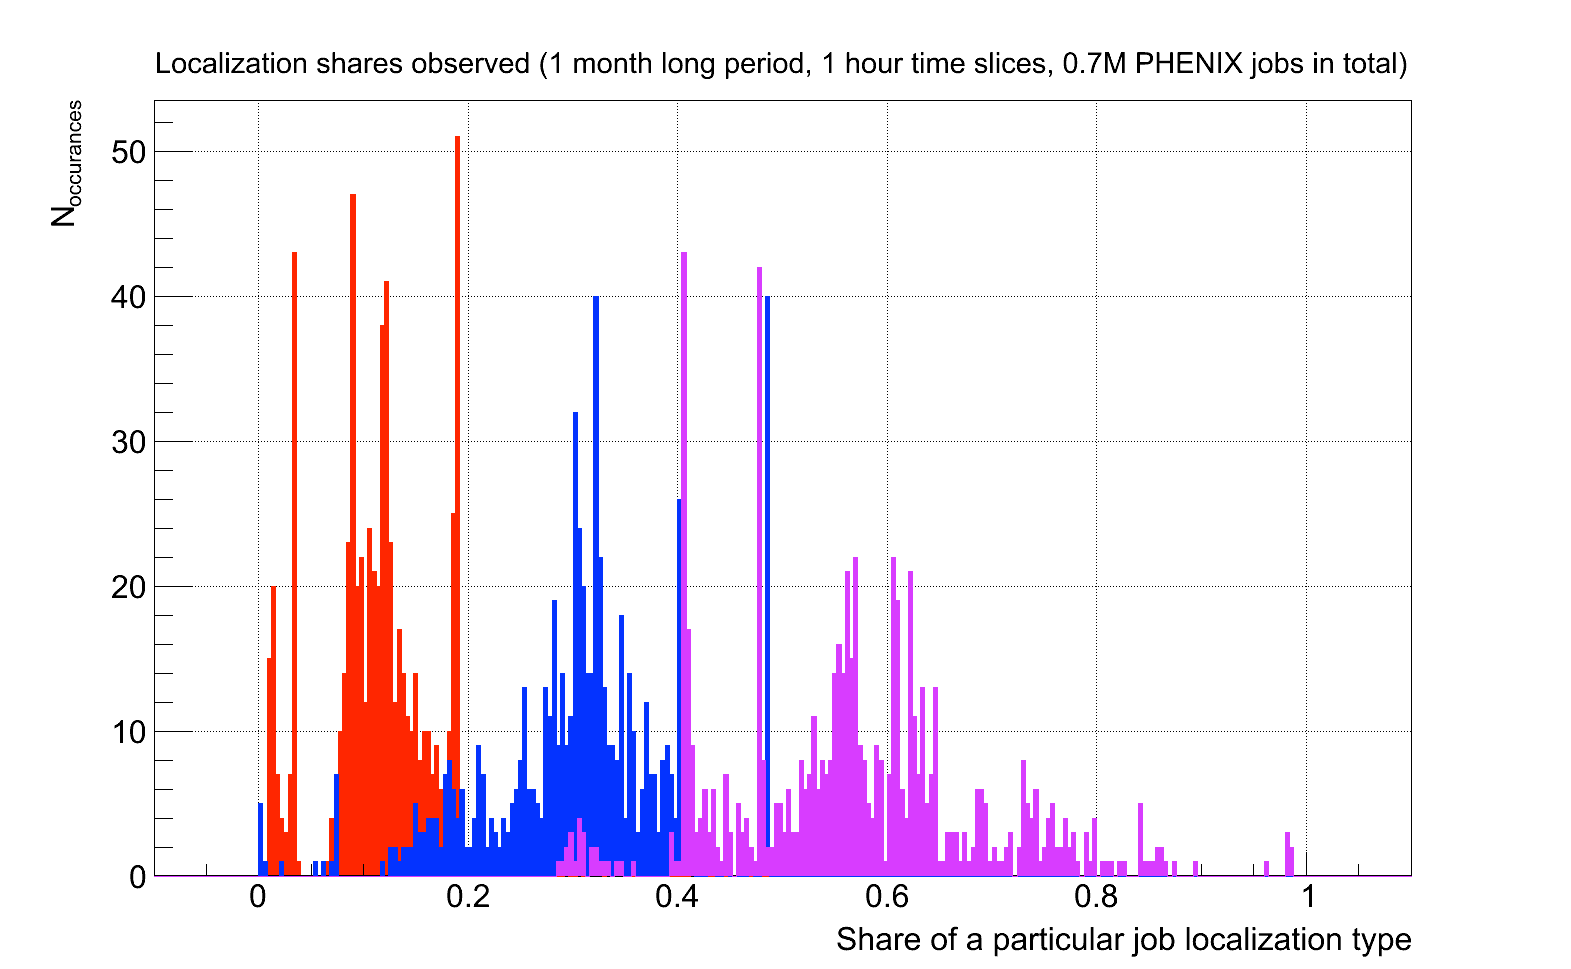 Localization shares observed (1 month long period, 1 hour time slices, 0.7M PHENIX jobs in total)
Noccurances
50
40
30
20
10
0
0 0.2 0.4 0.6 0.8 1
Share of a particular job localization type